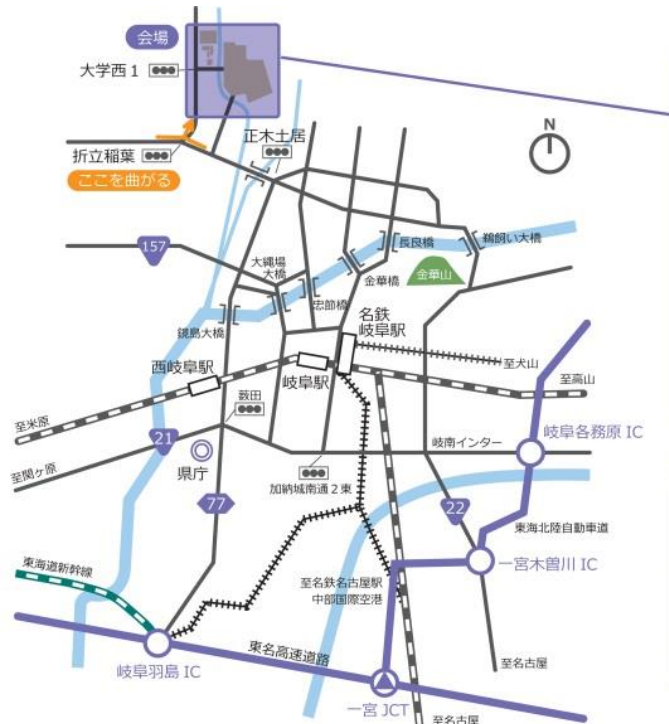 会場
大学西1
折立稲葉
ここを曲がる
正木土居
N
157
大縄場
大橋
長良橋
鵜飼い大橋
金華橋
金華山
忠節橋
鏡島大橋
名鉄
岐阜駅
西岐阜駅
岐阜駅
至犬山
至高山
至米原
薮田
21
県庁
至関ヶ原
岐南インター
岐阜各務原 IC
加納城南通2東
77
22
東海北陸自動車道
東海道新幹線
至名鉄名古屋駅
中部国際空港
一宮木曽川 IC
岐阜羽島 IC
東名高速道路
至名古屋
一宮 JCT
至名古屋